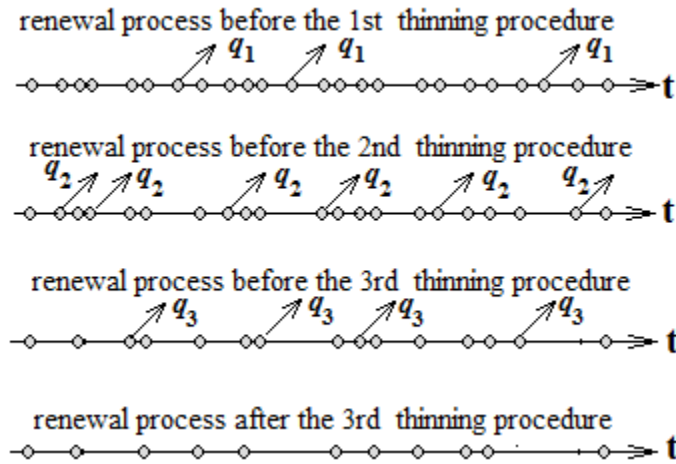 renewal process before the 1st thinning procedure
q1 q1 q1
t
renewal process before the 2nd thinning procedure
q2 q2 q2 q2 q2 q2
t
renewal process before the 3rd thinning procedure
q3 q3 q3 q3
t
renewal process after the 3rd thinning procedure
t